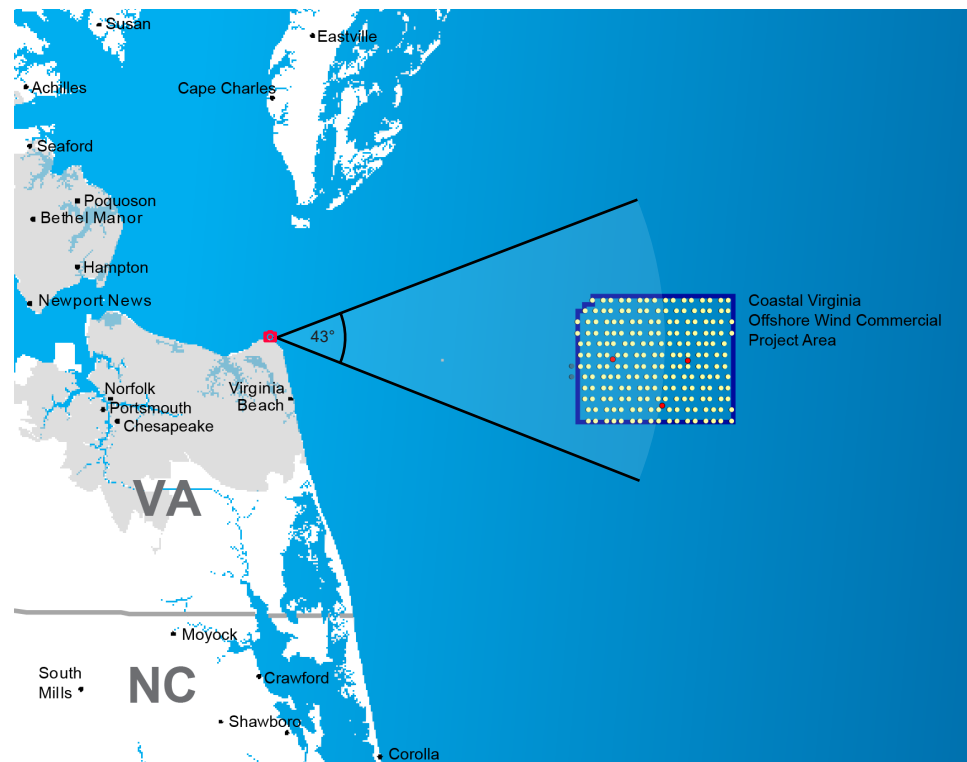 Susan
Eastville
Achilles
Cape Charles
Seaford
Poquoson
Bethel Manor
Hampton
Newport News
Coastal Virginia
Offshore Wind Commercial
Project Area
43°
Norfolk
Portsmouth
Chesapeake
Virginia
Beach
VA
Moyock
South
Mills
NC
Crawford
Shawboro
Corolla